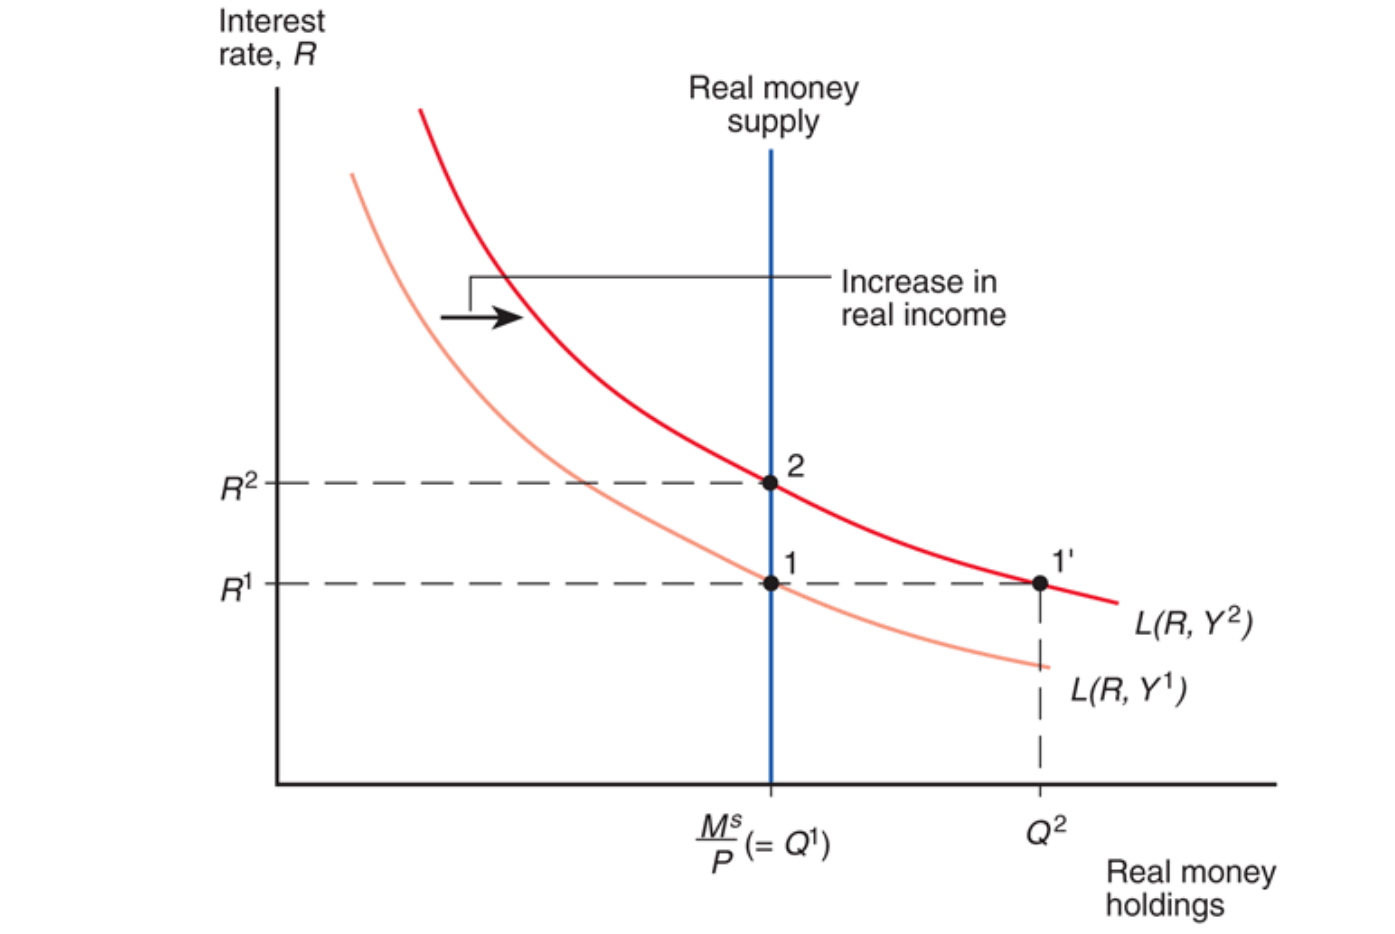 Interest
rate, R
Real money
supply
Increase in
real income
2
R²
1
1'
R¹
L(R, Y²)
L(R, Y¹)
Mˢ/P (= Q¹)
Q²
Real money
holdings